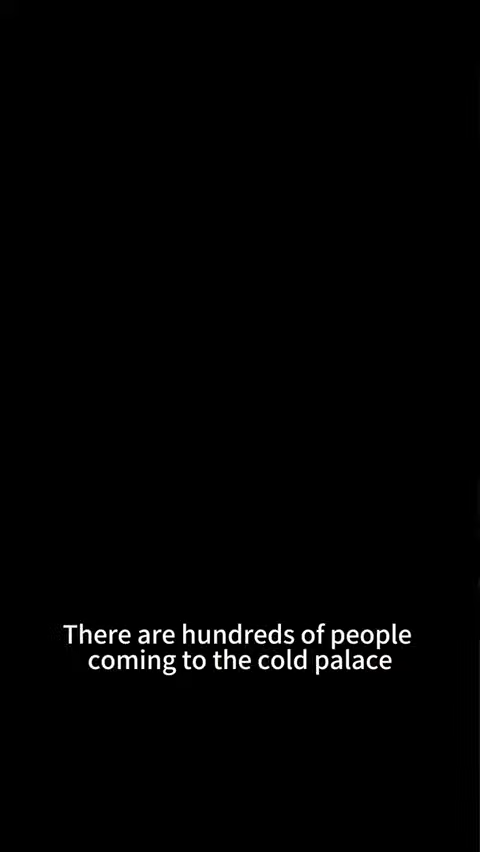 There are hundreds of people
coming to the cold palace